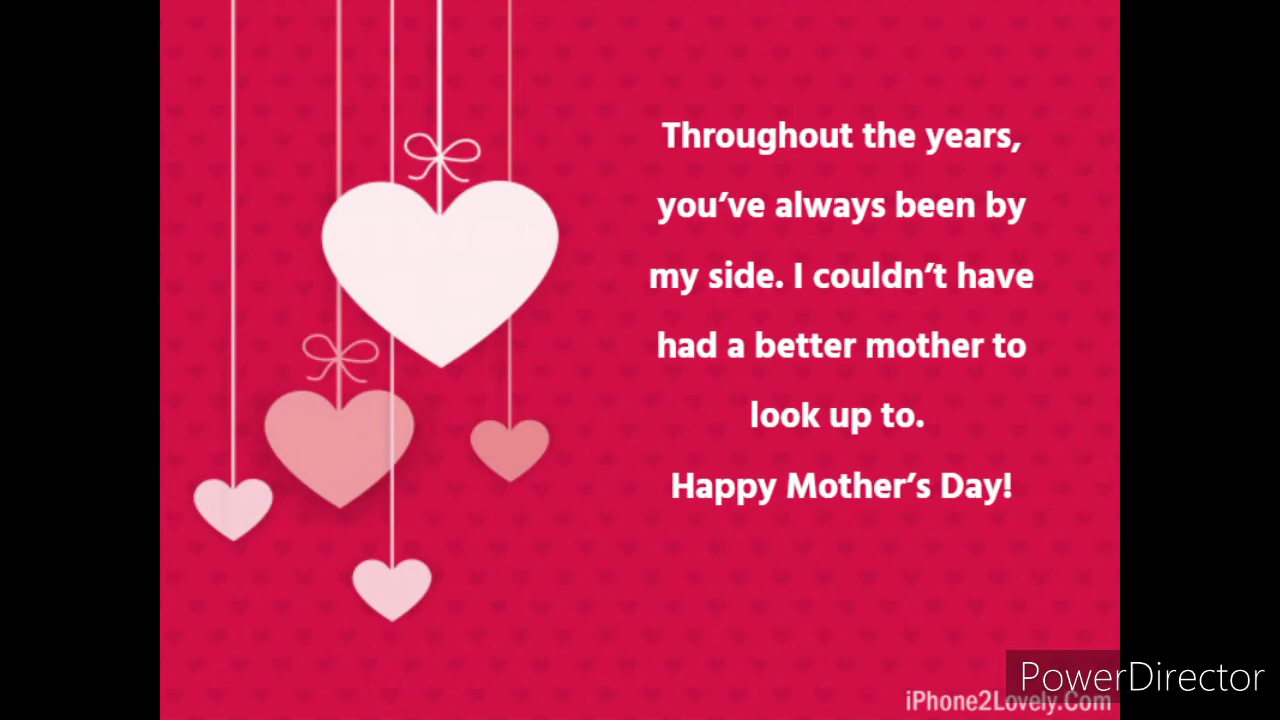 Throughout the years,
you’ve always been by
my side. I couldn’t have
had a better mother to
look up to.
Happy Mother’s Day!
PowerDirector
iPhone2Lovely.Com